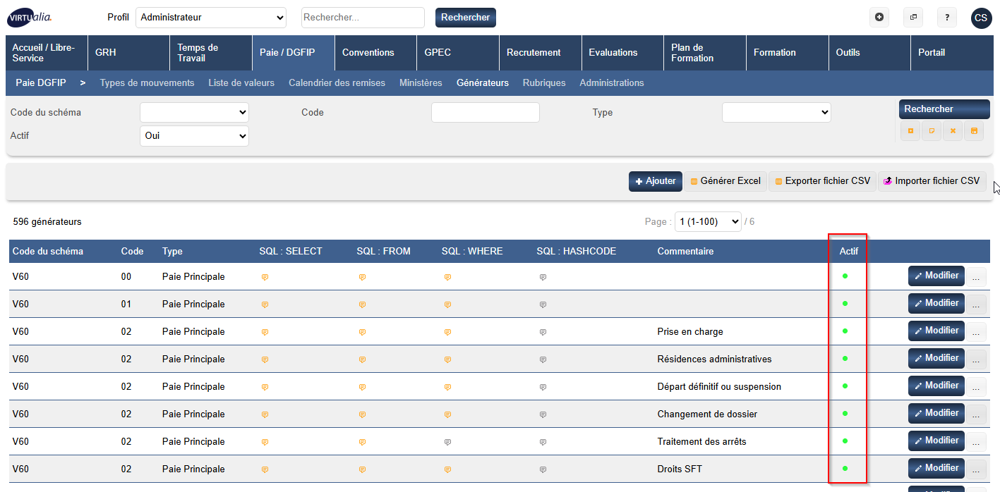 VIRTUalia. Profil Administrateur Rechercher... Rechercher ? CS
Accueil / Libre-Service GRH Temps de Travail Paie / DGFIP Conventions GPEC Recrutement Evaluations Plan de Formation Formation Outils Portail
Paie DGFIP > Types de mouvements Liste de valeurs Calendrier des remises Ministères Générateurs Rubriques Administrations
Code du schéma Code Type Rechercher
Actif Oui
Ajouter Générer Excel Exporter fichier CSV Importer fichier CSV
596 générateurs Page : 1 (1-100) / 6
Code du schéma Code Type SQL : SELECT SQL : FROM SQL : WHERE SQL : HASHCODE Commentaire Actif
V60 00 Paie Principale Modifier ...
V60 01 Paie Principale Modifier ...
V60 02 Paie Principale Prise en charge Modifier ...
V60 02 Paie Principale Résidences administratives Modifier ...
V60 02 Paie Principale Départ définitif ou suspension Modifier ...
V60 02 Paie Principale Changement de dossier Modifier ...
V60 02 Paie Principale Traitement des arrêts Modifier ...
V60 02 Paie Principale Droits SFT Modifier ...